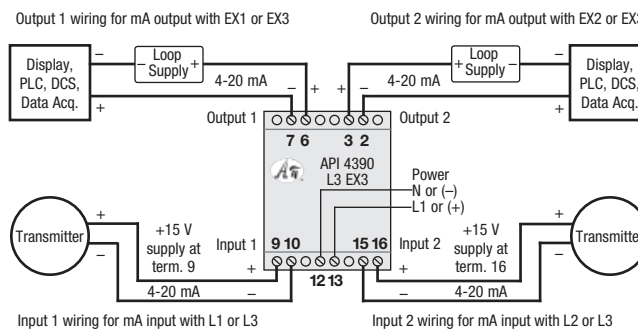 Output 1 wiring for mA output with EX1 or EX3
Output 2 wiring for mA output with EX2 or EX3
Display,
PLC, DCS,
Data Acq.
− Loop +
Supply
4-20 mA
−
+
− +
+ Loop −
Supply
4-20 mA
+ −
−
+
Display,
PLC, DCS,
Data Acq.
Output 1
7 6 3 2
Output 2
API 4390
L3 EX3
Power
N or (–)
L1 or (+)
Transmitter
+
−
+15 V
supply at
term. 9
Input 1
9 10
12 13
15 16
Input 2
+
−
4-20 mA
+15 V
supply at
term. 16
+
−
4-20 mA
+
−
Transmitter
Input 1 wiring for mA input with L1 or L3
Input 2 wiring for mA input with L2 or L3